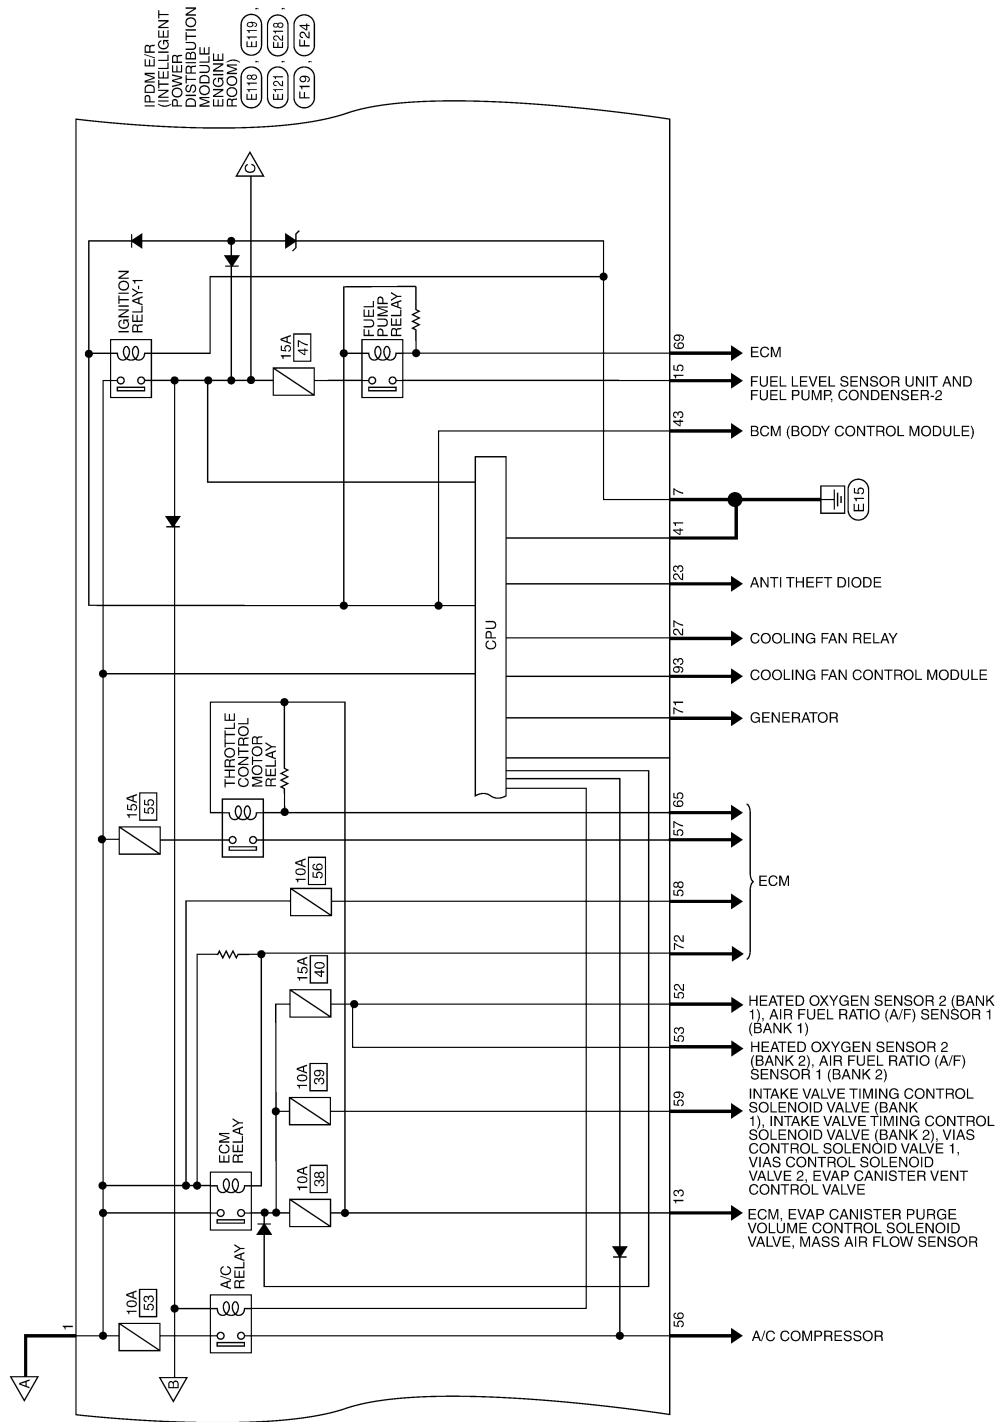 IPDM E/R
(INTELLIGENT
POWER
DISTRIBUTION
MODULE
ENGINE
ROOM)
E118 , E119 ,
E121 , E218 ,
F19 , F24
C
IGNITION
RELAY-1
15A
47
FUEL
PUMP
RELAY
69
ECM
15
FUEL LEVEL SENSOR UNIT AND
FUEL PUMP, CONDENSER-2
43
BCM (BODY CONTROL MODULE)
7
E15
41
23
ANTI THEFT DIODE
CPU
27
COOLING FAN RELAY
93
COOLING FAN CONTROL MODULE
71
GENERATOR
THROTTLE
CONTROL
MOTOR
RELAY
15A
55
65
57
10A
56
58
ECM
72
15A
40
52
HEATED OXYGEN SENSOR 2 (BANK
1), AIR FUEL RATIO (A/F) SENSOR 1
(BANK 1)
53
HEATED OXYGEN SENSOR 2
(BANK 2), AIR FUEL RATIO (A/F)
SENSOR 1 (BANK 2)
10A
39
59
INTAKE VALVE TIMING CONTROL
SOLENOID VALVE (BANK
1), INTAKE VALVE TIMING CONTROL
SOLENOID VALVE (BANK 2), VIAS
CONTROL SOLENOID VALVE 1,
VIAS CONTROL SOLENOID
VALVE 2, EVAP CANISTER VENT
CONTROL VALVE
ECM
RELAY
10A
38
13
ECM, EVAP CANISTER PURGE
VOLUME CONTROL SOLENOID
VALVE, MASS AIR FLOW SENSOR
A/C
RELAY
10A
53
1
56
A/C COMPRESSOR
A
B